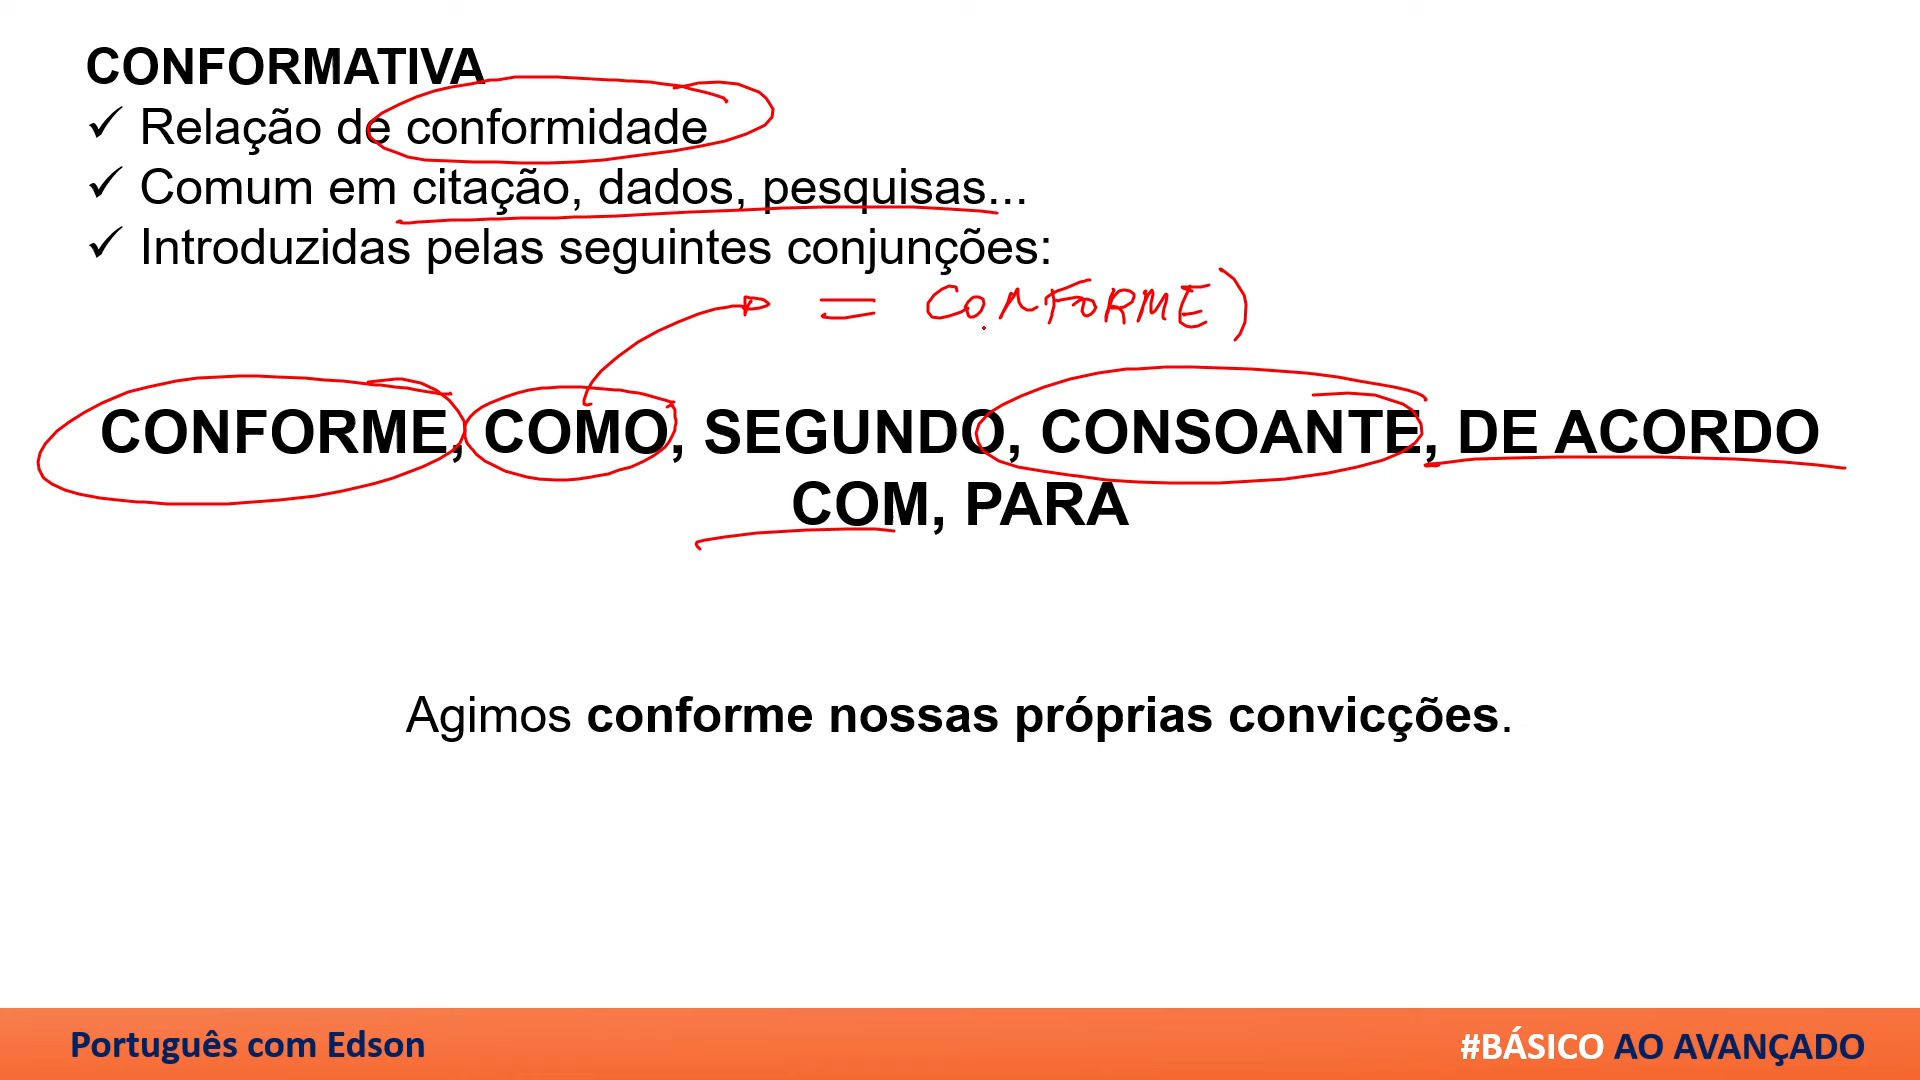 CONFORMATIVA
✓ Relação de conformidade
✓ Comum em citação, dados, pesquisas...
✓ Introduzidas pelas seguintes conjunções:
= CONFORME)
CONFORME, COMO, SEGUNDO, CONSOANTE, DE ACORDO
COM, PARA
Agimos conforme nossas próprias convicções.
Português com Edson
#BÁSICO AO AVANÇADO